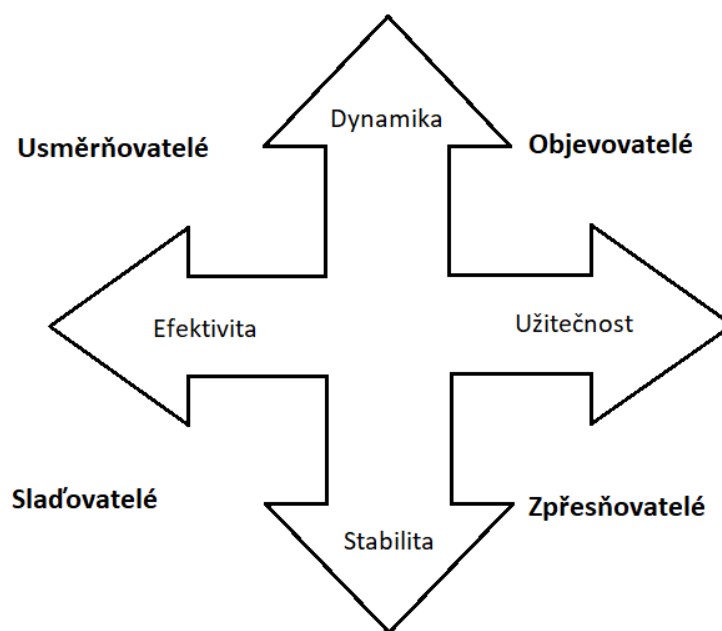 Dynamika
Usměrňovatelé
Objevovatelé
Efektivita
Užitečnost
Slaďovatelé
Zpřesňovatelé
Stabilita